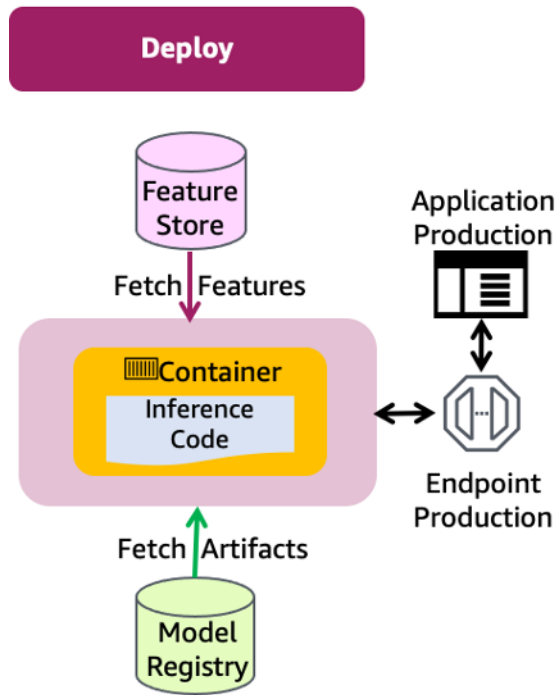 Deploy
Feature
Store
Fetch Features
Application
Production
Container
Inference
Code
Endpoint
Production
Fetch Artifacts
Model
Registry